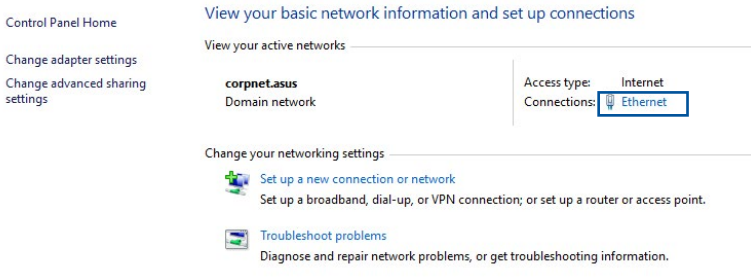 Control Panel Home
Change adapter settings
Change advanced sharing
settings
View your basic network information and set up connections
View your active networks
corpnet.asus
Domain network
Access type: Internet
Connections: Ethernet
Change your networking settings
Set up a new connection or network
Set up a broadband, dial-up, or VPN connection; or set up a router or access point.
Troubleshoot problems
Diagnose and repair network problems, or get troubleshooting information.